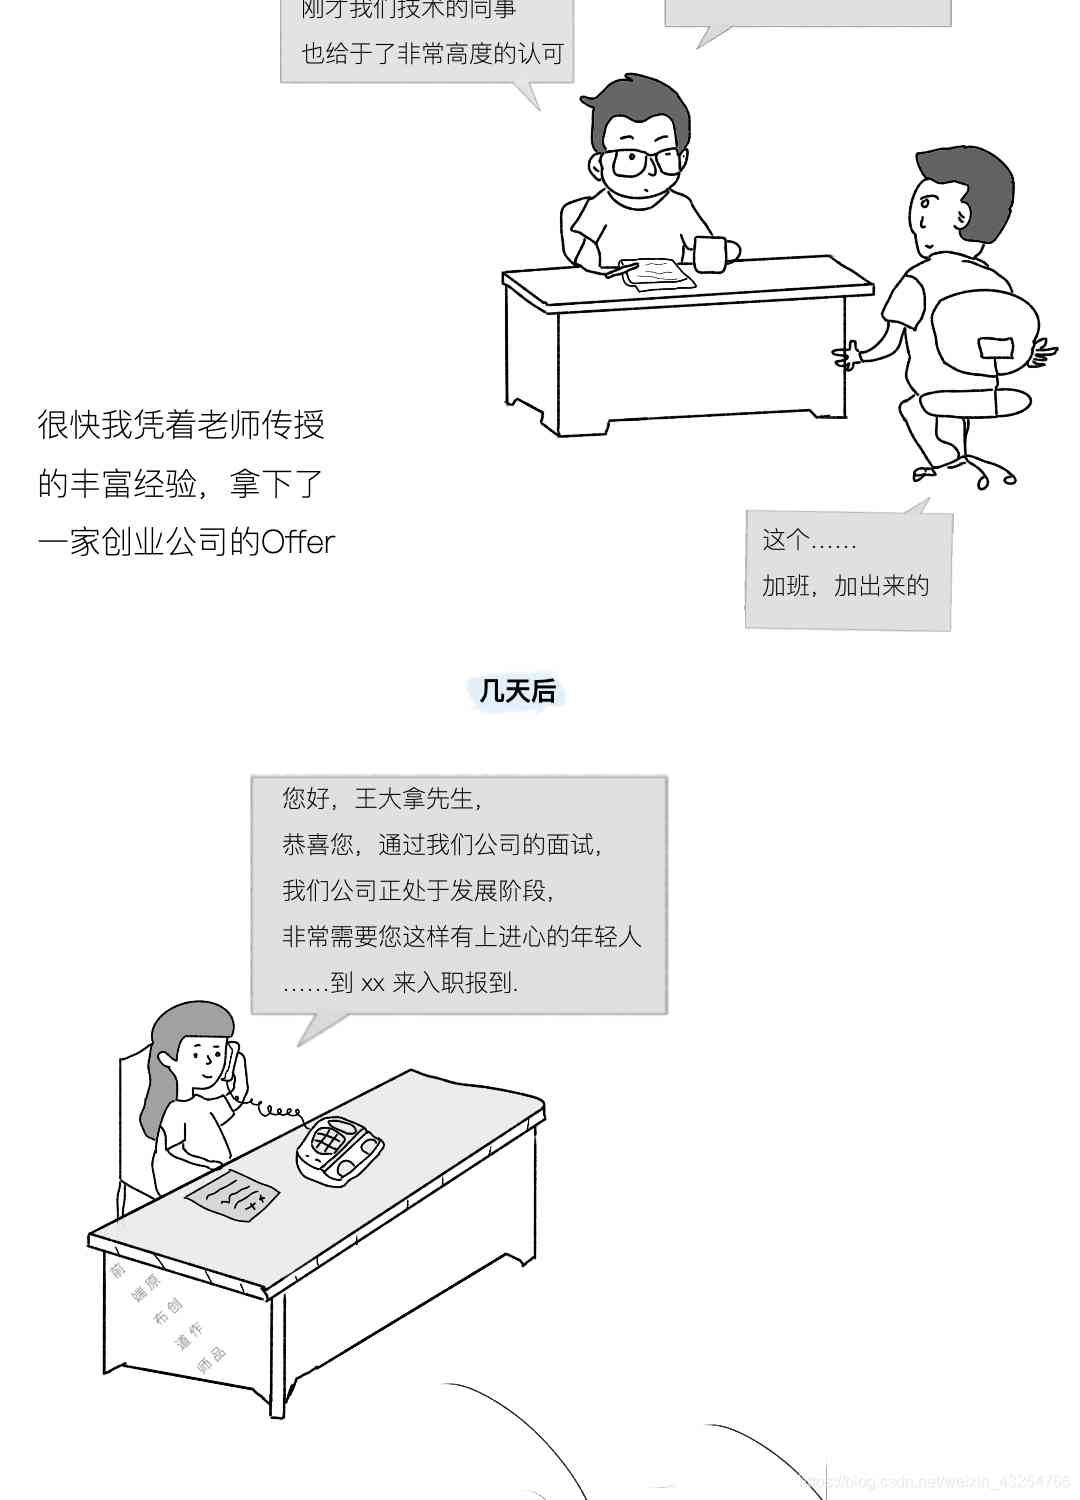 刚才我们技术的同事
也给于了非常高度的认可
很快我凭着老师传授
的丰富经验，拿下了
一家创业公司的Offer
这个……
加班，加出来的
几天后
您好，王大拿先生，
恭喜您，通过我们公司的面试，
我们公司正处于发展阶段，
非常需要您这样有上进心的年轻人
……到 xx 来入职报到.
前端布道师
原创作品
https://blog.csdn.net/weixin_43254766